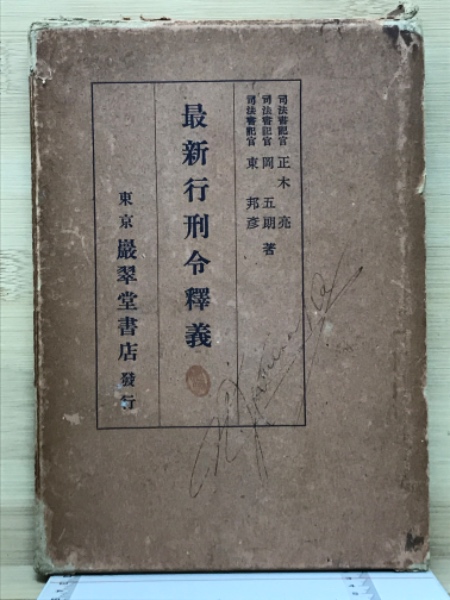 司法書記官 正木亮
司法書記官 岡五朗 著
司法書記官 東邦彦
最新行刑令釋義
東京 巖翠堂書店 發行